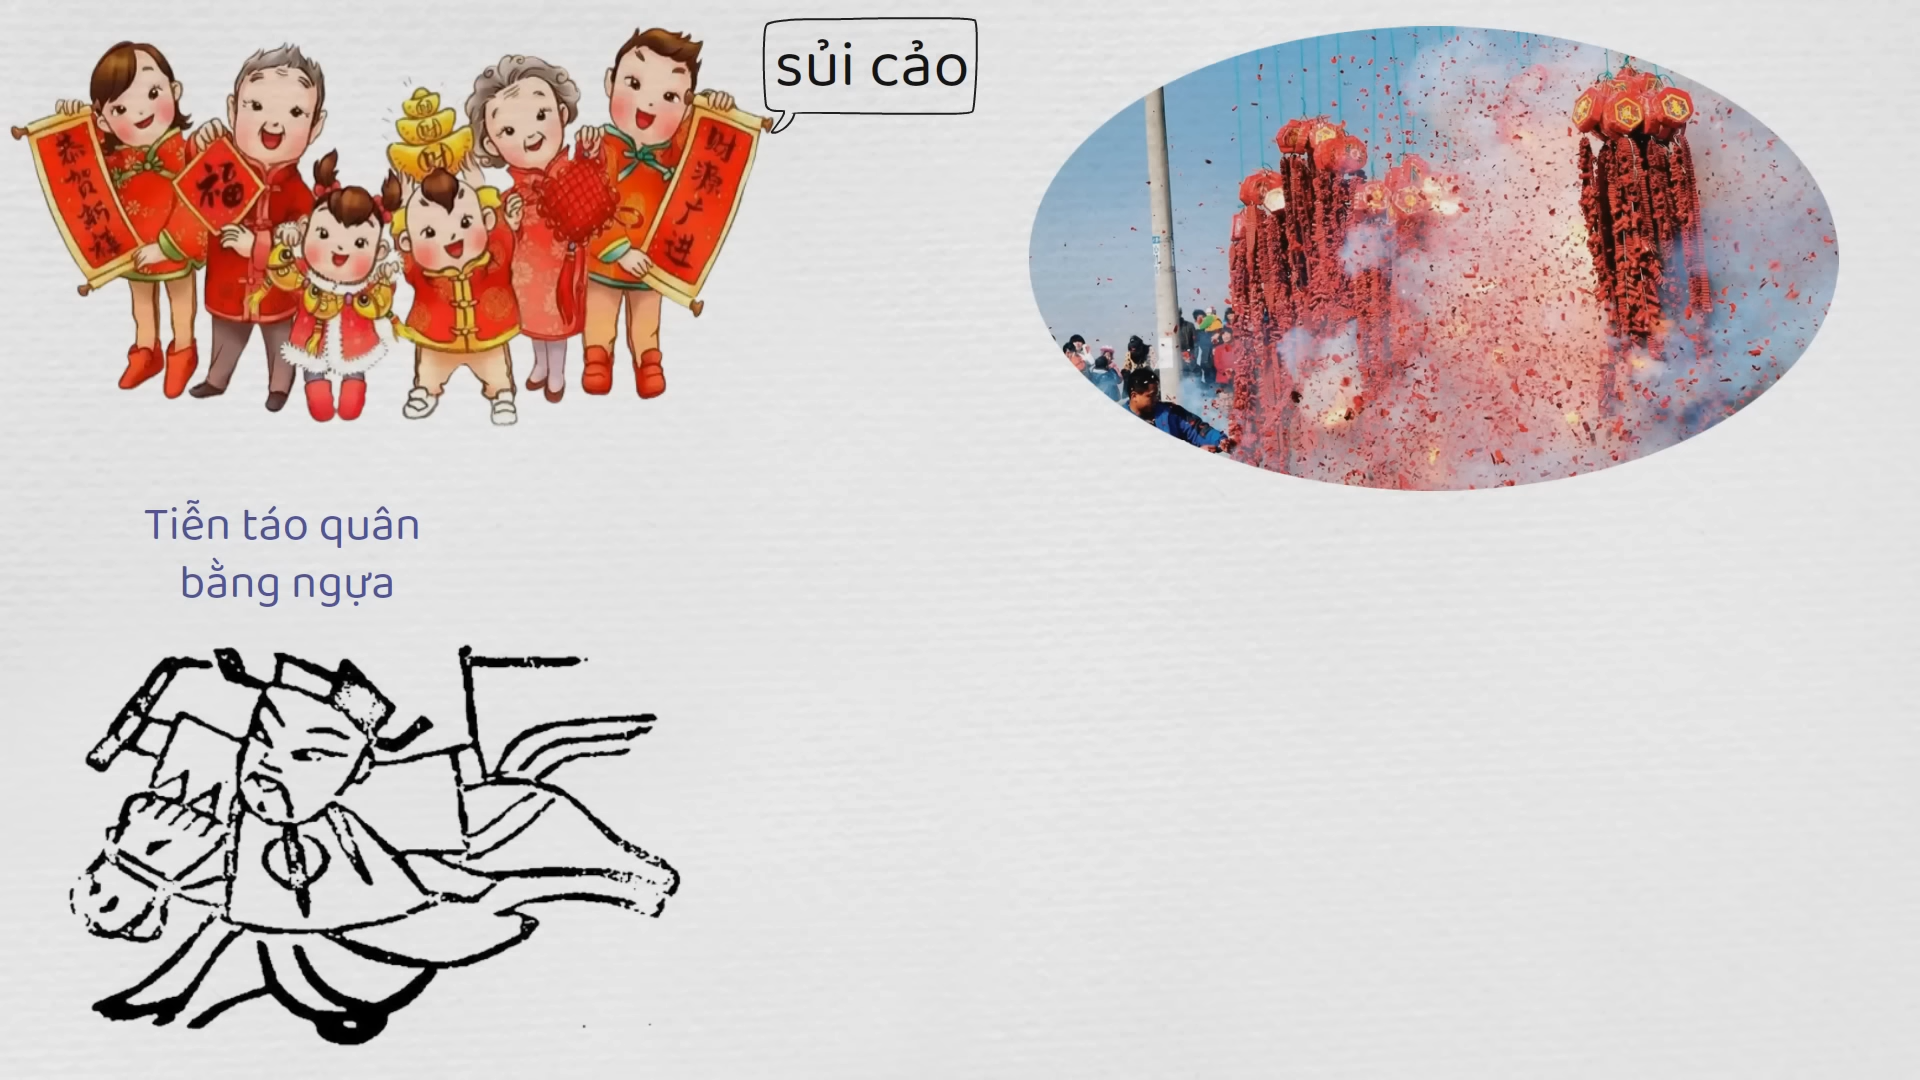 恭贺新禧
福
财源广进
sủi cảo
Tiễn táo quân
bằng ngựa